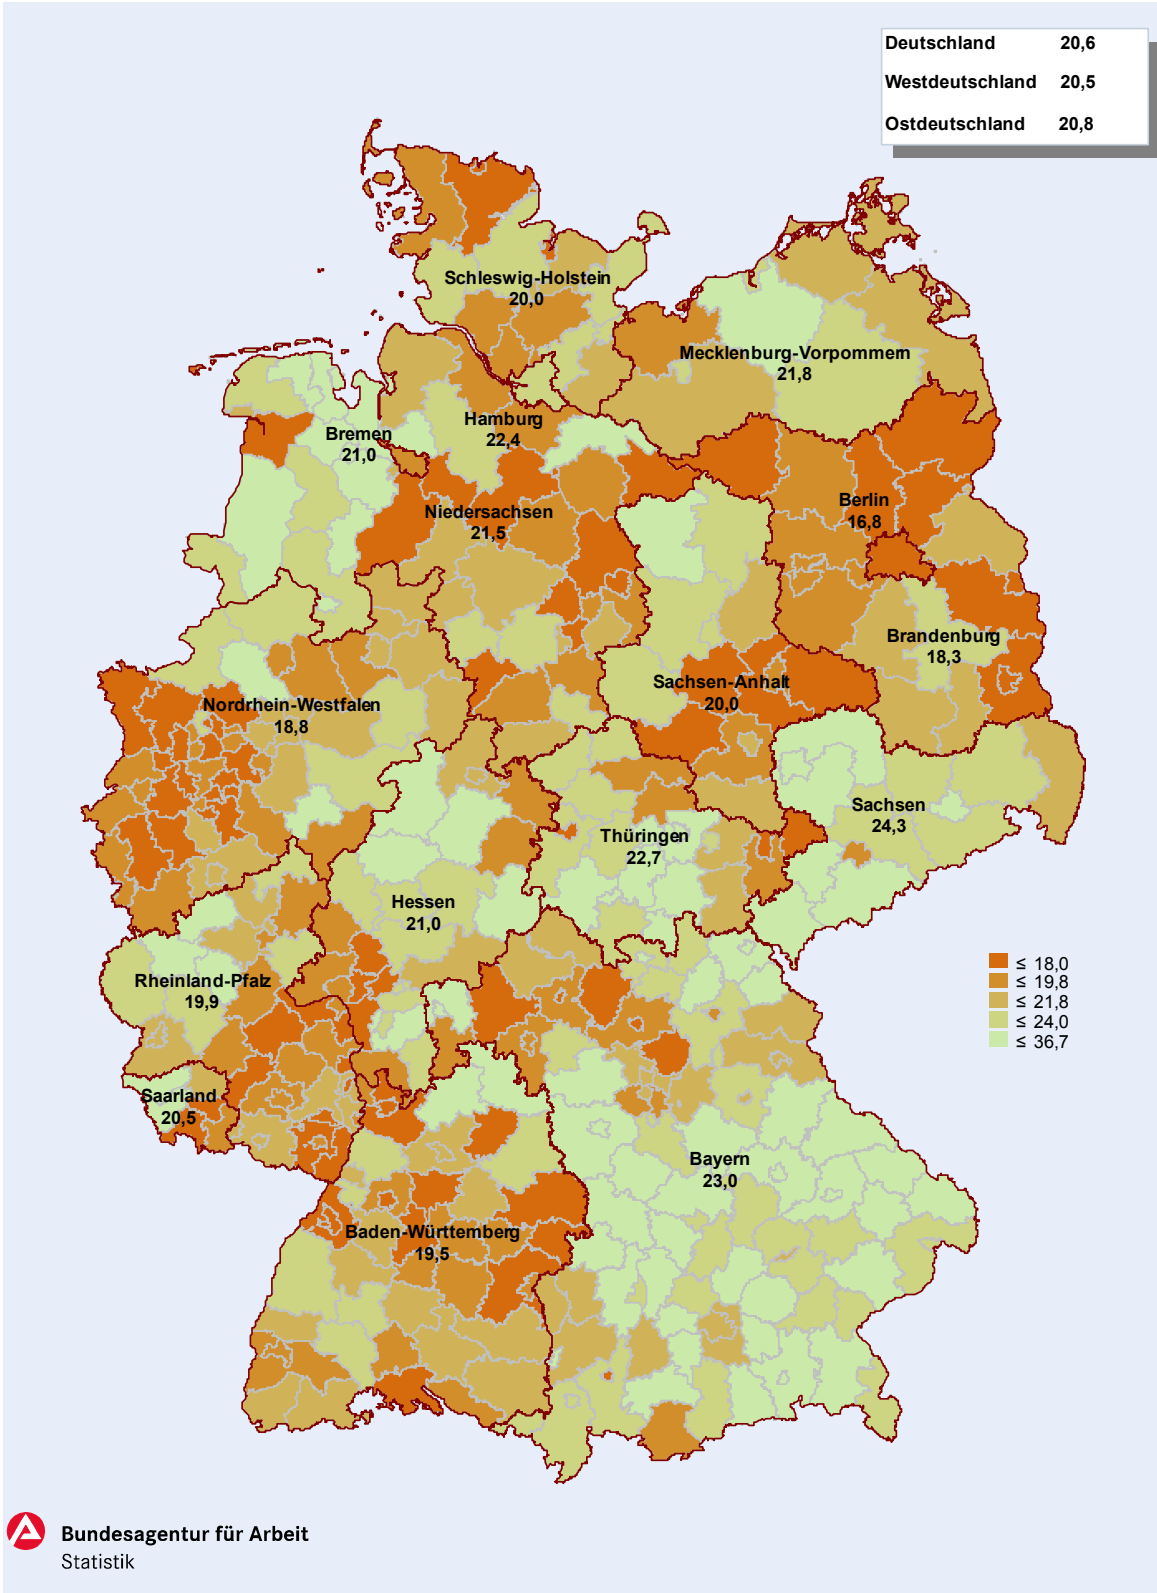 Deutschland 20,6
Westdeutschland 20,5
Ostdeutschland 20,8
Schleswig-Holstein
20,0
Mecklenburg-Vorpommern
21,8
Hamburg
22,4
Bremen
21,0
Niedersachsen
21,5
Berlin
16,8
Brandenburg
18,3
Sachsen-Anhalt
20,0
Nordrhein-Westfalen
18,8
Sachsen
24,3
Thüringen
22,7
Hessen
21,0
Rheinland-Pfalz
19,9
≤ 18,0
≤ 19,8
≤ 21,8
≤ 24,0
≤ 36,7
Saarland
20,5
Bayern
23,0
Baden-Württemberg
19,5
Bundesagentur für Arbeit
Statistik